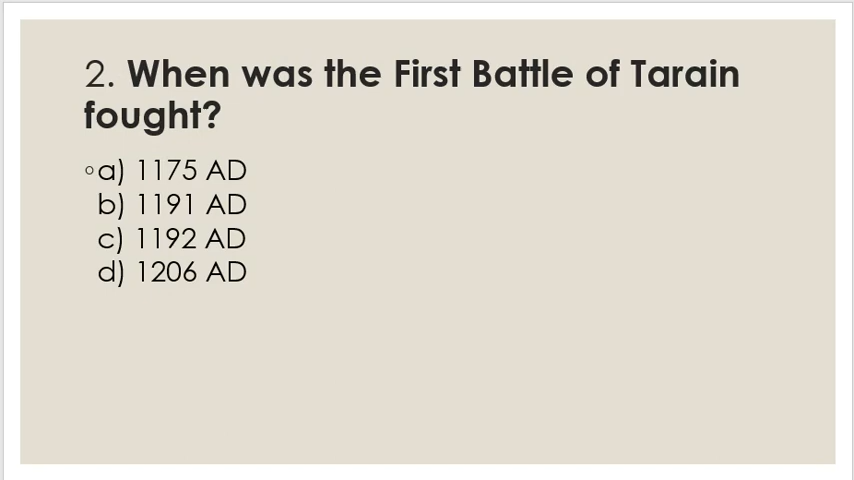 2. When was the First Battle of Tarain
fought?
◦a) 1175 AD
b) 1191 AD
c) 1192 AD
d) 1206 AD